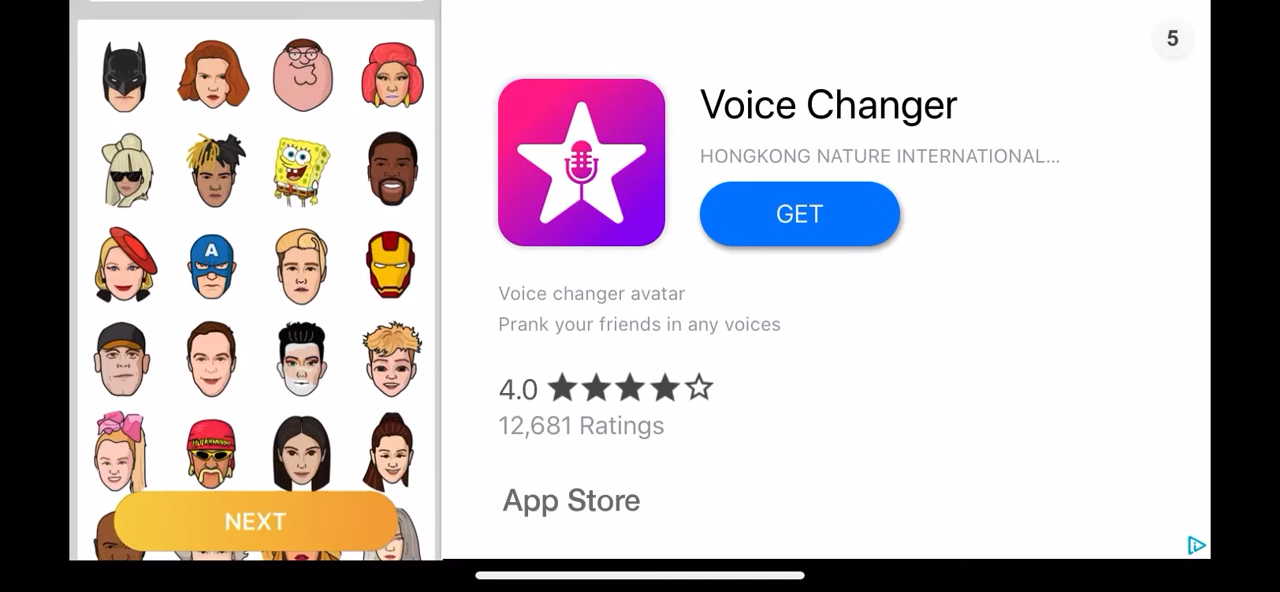 5
Voice Changer
HONGKONG NATURE INTERNATIONAL...
GET
Voice changer avatar
Prank your friends in any voices
4.0
12,681 Ratings
App Store
A
NEXT